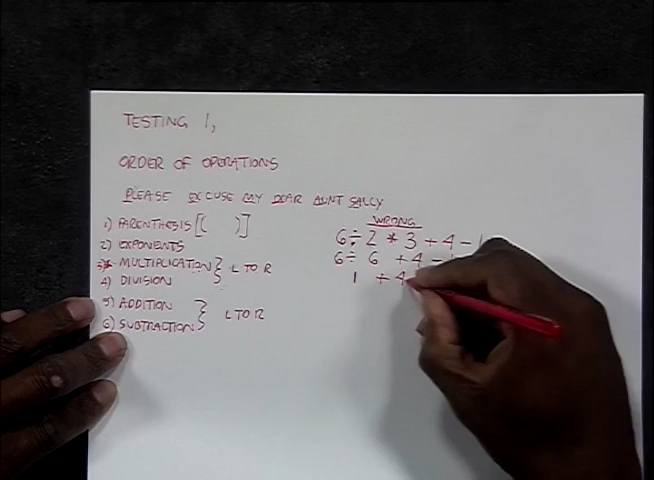 TESTING 1,
ORDER OF OPERATIONS
PLEASE EXCUSE MY DEAR AUNT SALLY
1) PARENTHESIS [( )]
2) EXPONENTS
3) MULTIPLICATION } L TO R
4) DIVISION
5) ADDITION } L TO R
6) SUBTRACTION
WRONG
6 ÷ 2 * 3 + 4 - 1
6 ÷ 6 + 4 -
1 + 4